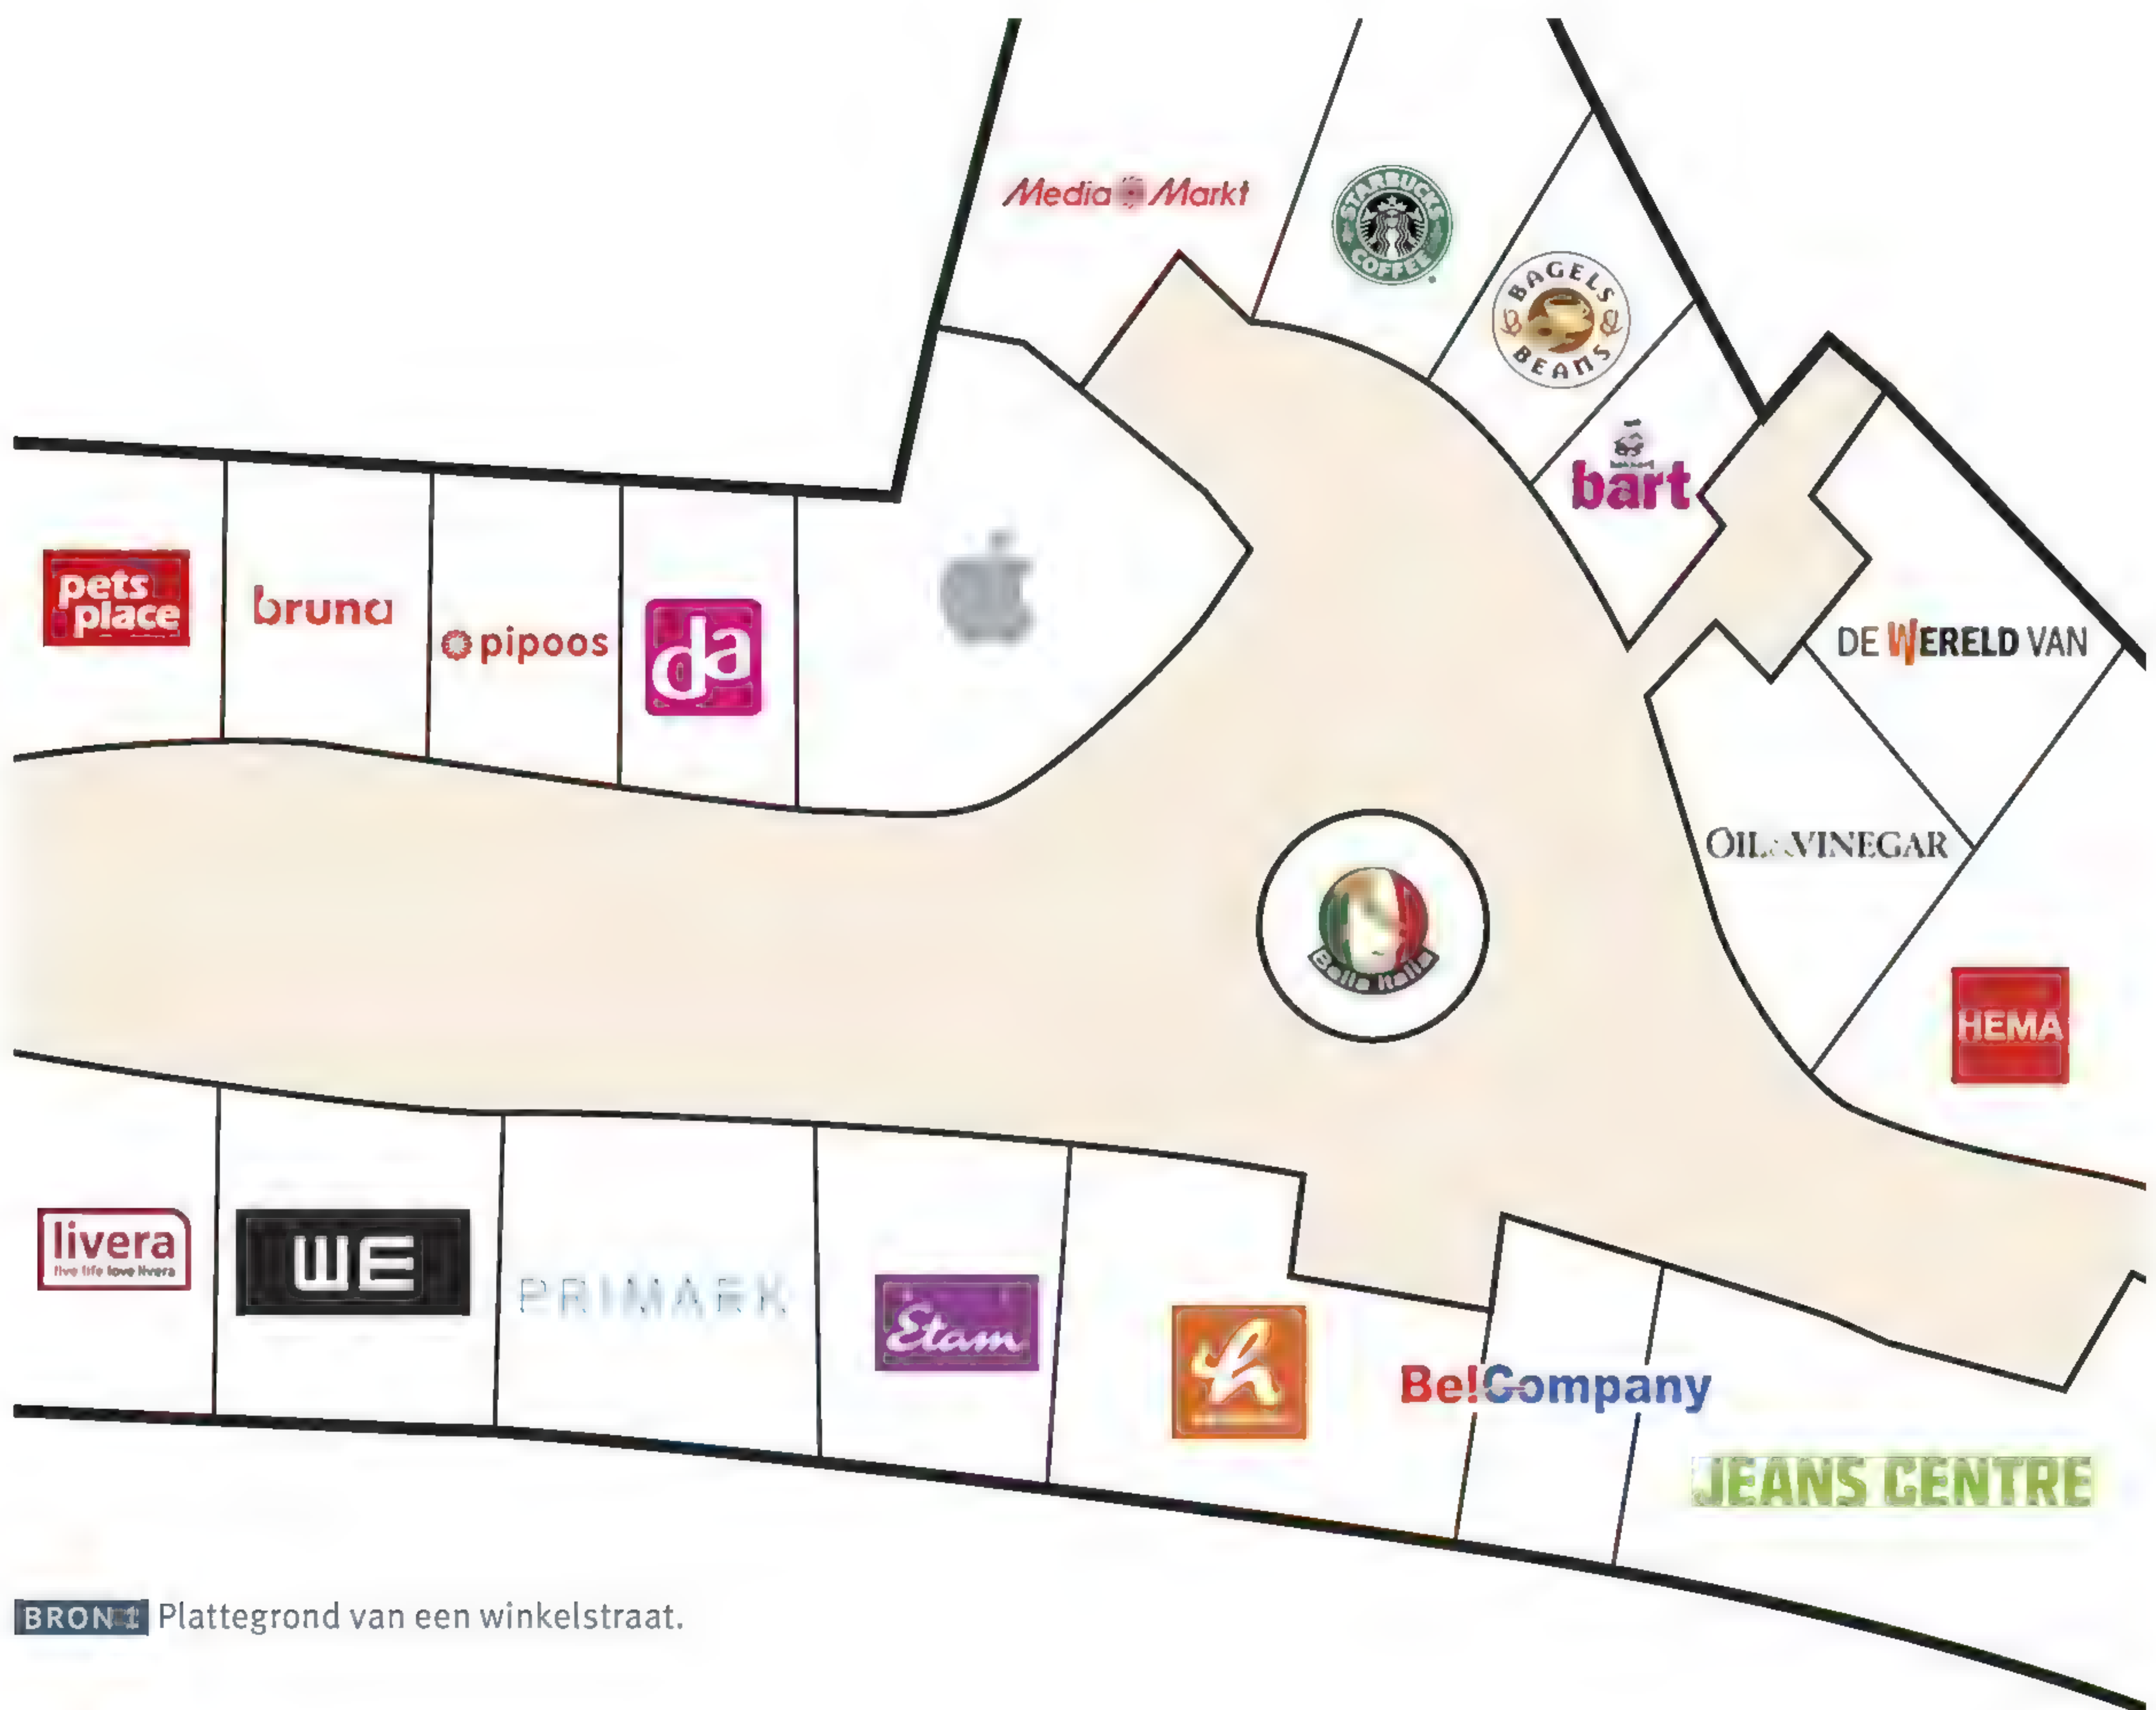 Media Markt
STARBUCKS
COFFEE
BAGELS
BEANS
bart
pets
place
bruna
pipoos
da
DE WERELD VAN
OIL & VINEGAR
Bella Italia
HEMA
livera
live life love livera
WE
PRIMARK
Etam
h
Bel!Company
JEANS CENTRE
BRON 1 Plattegrond van een winkelstraat.